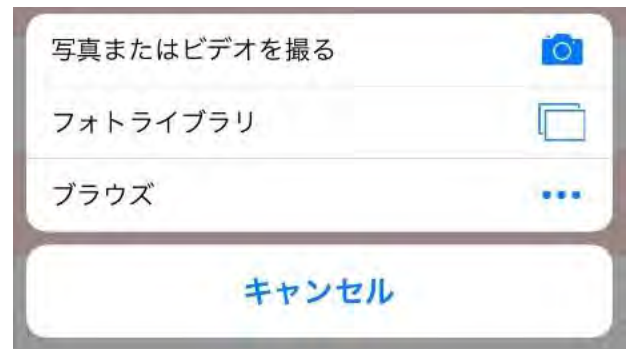 写真またはビデオを撮る
フォトライブラリ
ブラウズ
キャンセル